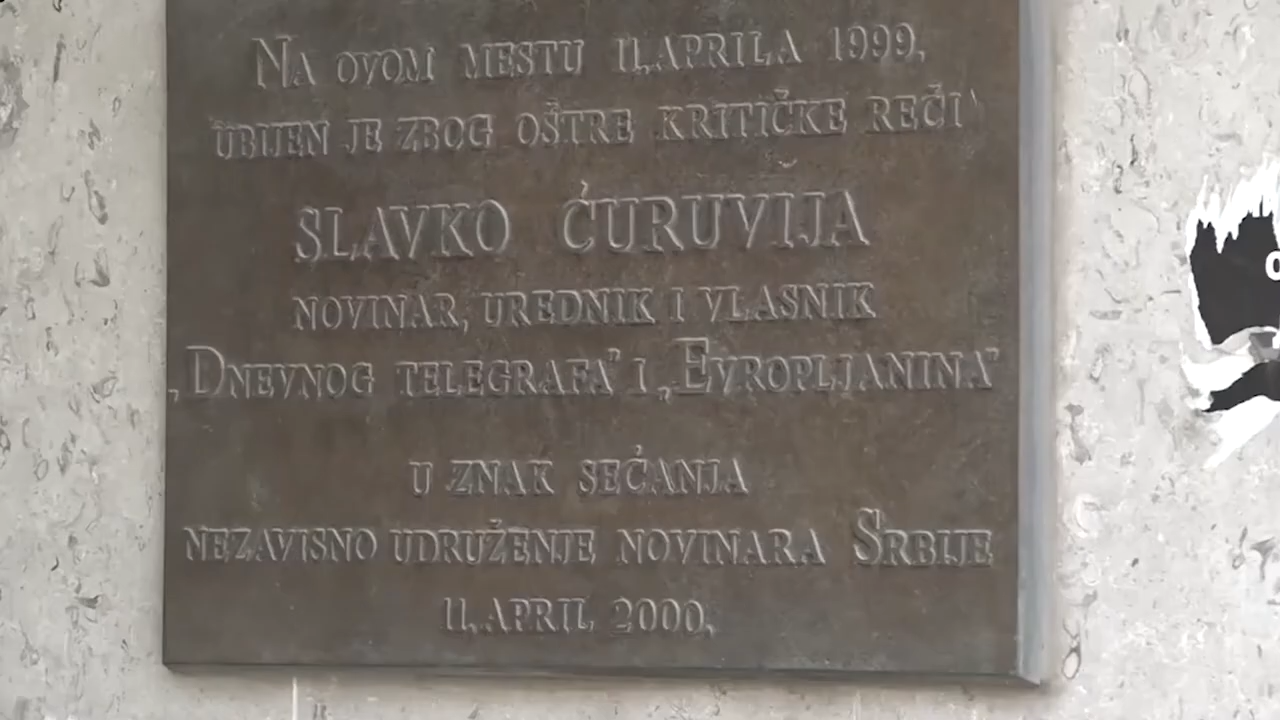 NA OVOM MESTU 11. APRILA 1999.
UBIJEN JE ZBOG OŠTRE KRITIČKE REČI
SLAVKO ĆURUVIJA
NOVINAR, UREDNIK I VLASNIK
„DNEVNOG TELEGRAFA" I „EVROPLJANINA"
U ZNAK SEĆANJA
NEZAVISNO UDRUŽENJE NOVINARA SRBIJE
11. APRIL 2000.